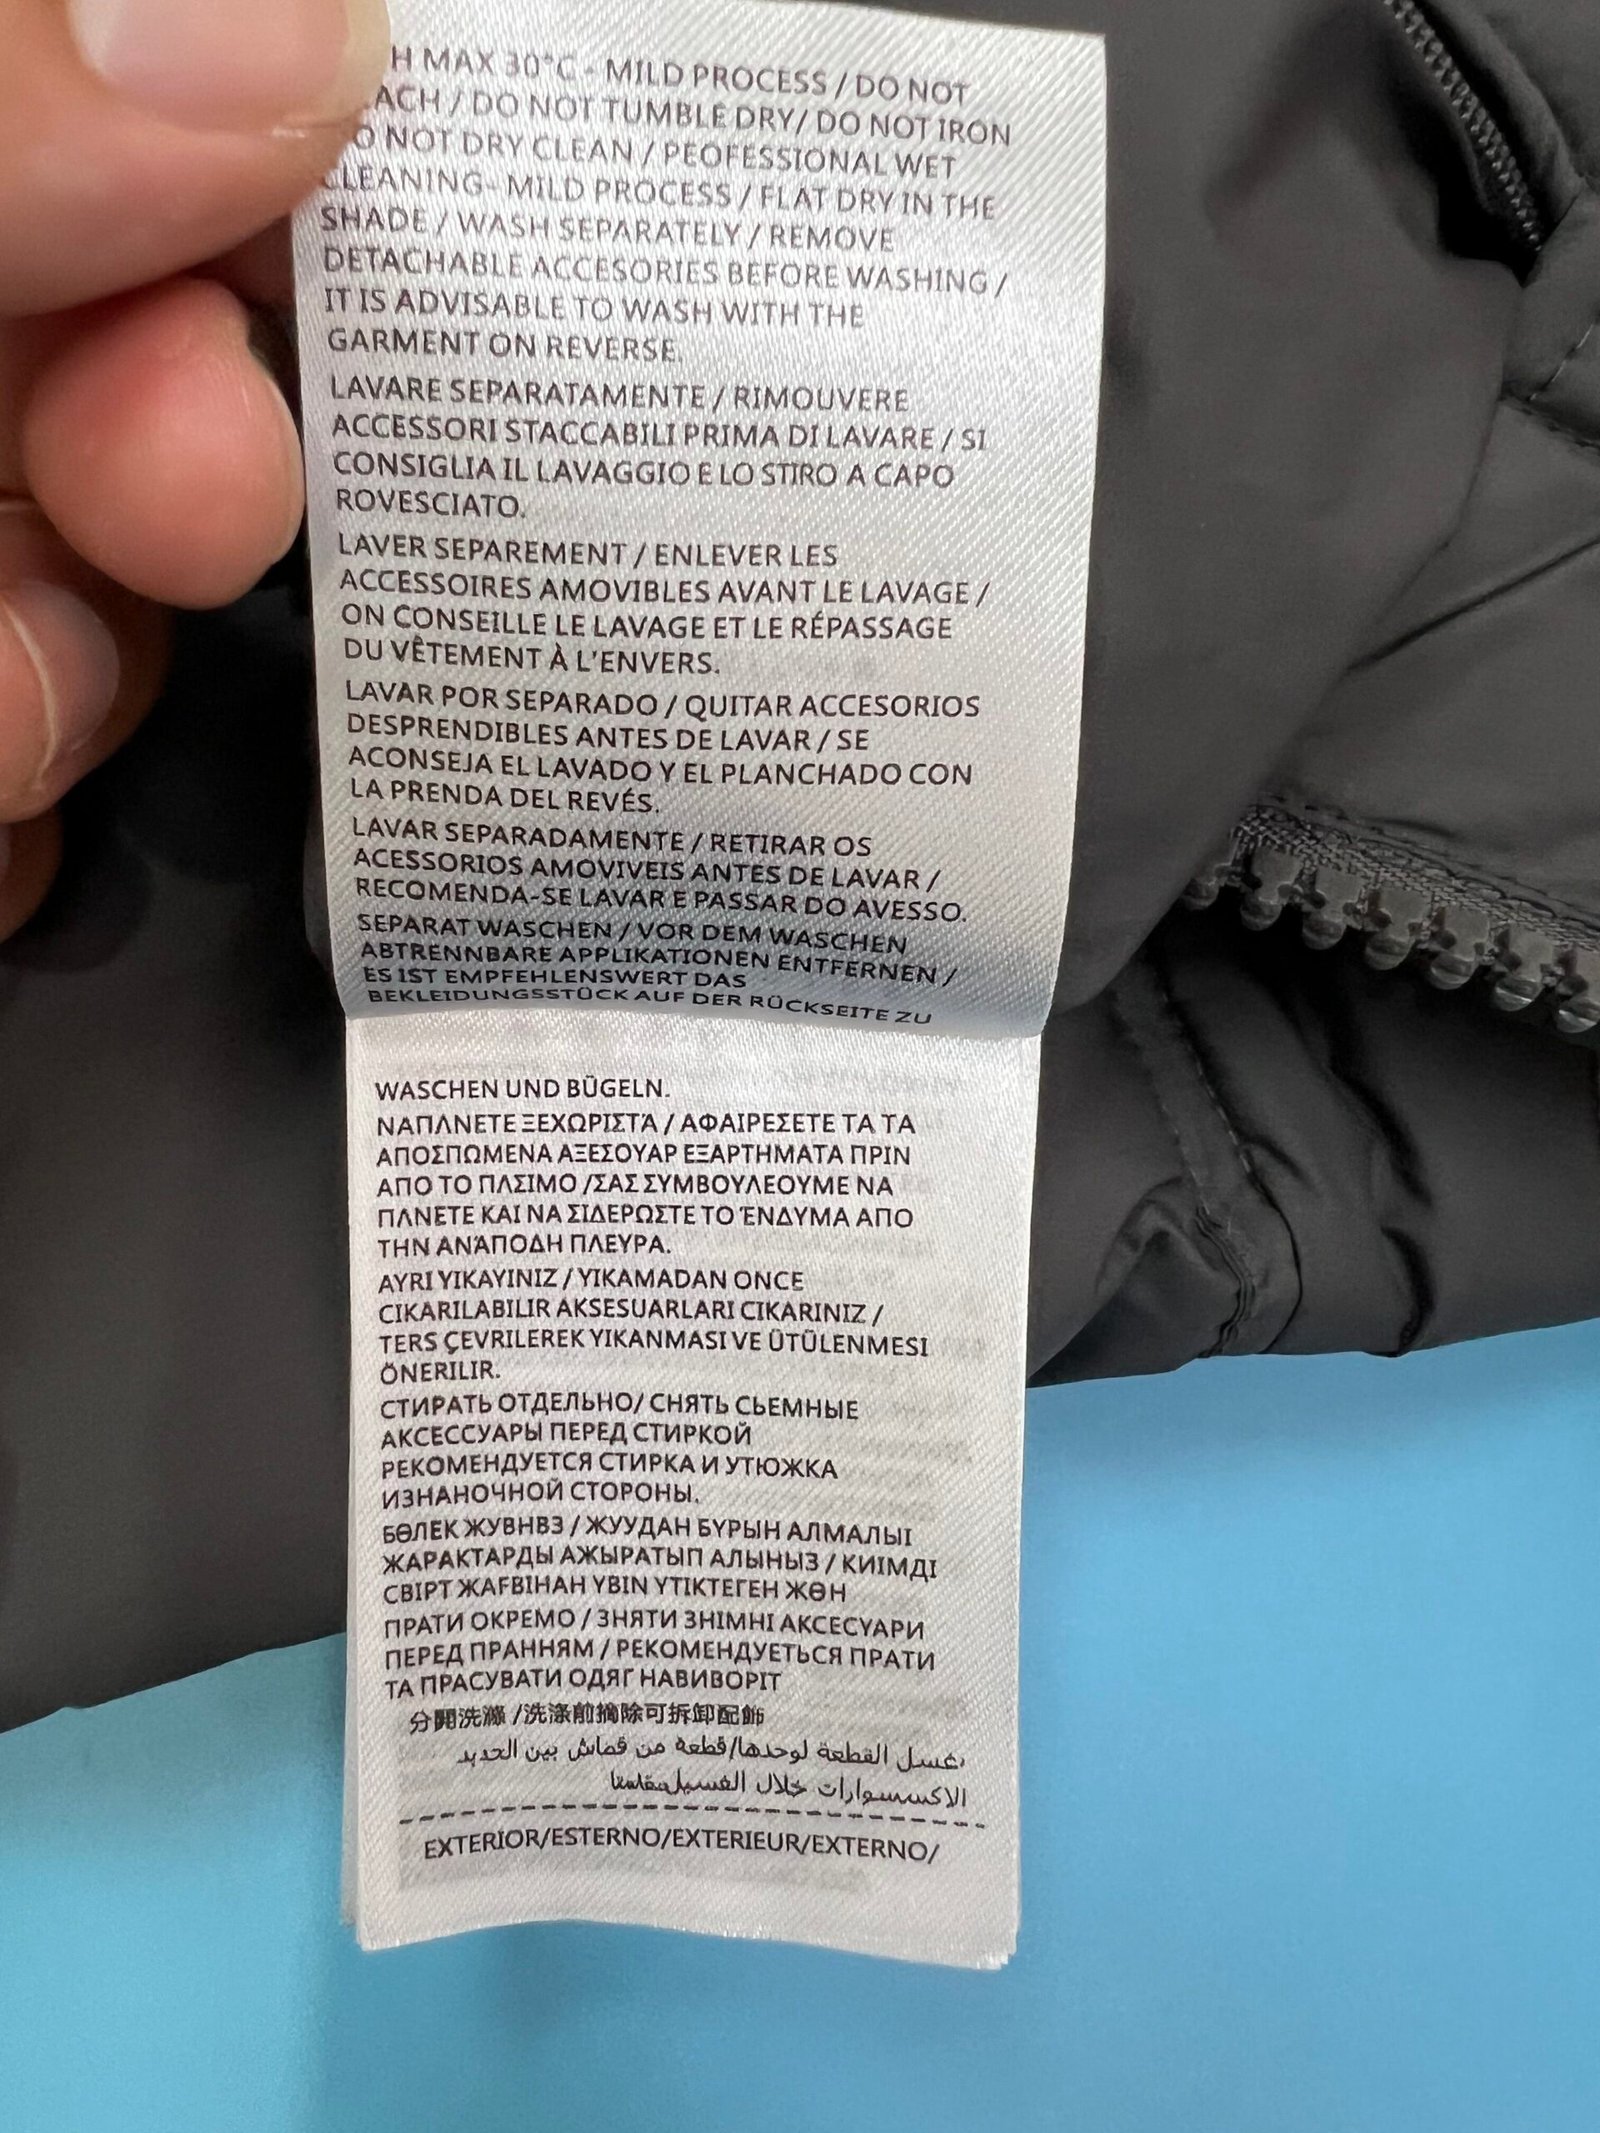 H MAX 30°C - MILD PROCESS / DO NOT
ACH / DO NOT TUMBLE DRY/ DO NOT IRON
O NOT DRY CLEAN / PEOFESSIONAL WET
CLEANING- MILD PROCESS / FLAT DRY IN THE
SHADE / WASH SEPARATELY / REMOVE
DETACHABLE ACCESORIES BEFORE WASHING /
IT IS ADVISABLE TO WASH WITH THE
GARMENT ON REVERSE.
LAVARE SEPARATAMENTE / RIMOUVERE
ACCESSORI STACCABILI PRIMA DI LAVARE / SI
CONSIGLIA IL LAVAGGIO E LO STIRO A CAPO
ROVESCIATO.
LAVER SEPAREMENT / ENLEVER LES
ACCESSOIRES AMOVIBLES AVANT LE LAVAGE /
ON CONSEILLE LE LAVAGE ET LE RÉPASSAGE
DU VÊTEMENT À L'ENVERS.
LAVAR POR SEPARADO / QUITAR ACCESORIOS
DESPRENDIBLES ANTES DE LAVAR / SE
ACONSEJA EL LAVADO Y EL PLANCHADO CON
LA PRENDA DEL REVÉS.
LAVAR SEPARADAMENTE / RETIRAR OS
ACESSORIOS AMOVIVEIS ANTES DE LAVAR /
RECOMENDA-SE LAVAR E PASSAR DO AVESSO.
SEPARAT WASCHEN / VOR DEM WASCHEN
ABTRENNBARE APPLIKATIONEN ENTFERNEN /
ES IST EMPFEHLENSWERT DAS
BEKLEIDUNGSSTÜCK AUF DER RÜCKSEITE ZU
WASCHEN UND BÜGELN.
ΝΑΠΛΝΕΤΕ ΞΕΧΩΡΙΣΤΆ / ΑΦΑΙΡΕΣΕΤΕ ΤΑ ΤΑ
ΑΠΟΣΠΩΜΕΝΑ ΑΞΕΣΟΥΑΡ ΕΞΑΡΤΗΜΑΤΑ ΠΡΙΝ
ΑΠΟ ΤΟ ΠΛΣΙΜΟ /ΣΑΣ ΣΥΜΒΟΥΛΕΟΥΜΕ ΝΑ
ΠΛΝΕΤΕ ΚΑΙ ΝΑ ΣΙΔΕΡΩΣΤΕ ΤΟ ΈΝΔΥΜΑ ΑΠΟ
ΤΗΝ ΑΝΆΠΟΔΗ ΠΛΕΥΡΑ.
AYRI YIKAYINIZ / YIKAMADAN ONCE
CIKARILABILIR AKSESUARLARI CIKARINIZ /
TERS ÇEVRILEREK YIKANMASI VE ÜTÜLENMESI
ÖNERILIR.
СТИРАТЬ ОТДЕЛЬНО/ СНЯТЬ СЬЕМНЫЕ
АКСЕССУАРЫ ПЕРЕД СТИРКОЙ
РЕКОМЕНДУЕТСЯ СТИРКА И УТЮЖКА
ИЗНАНОЧНОЙ СТОРОНЫ.
БӨЛЕК ЖУВНВЗ / ЖУУДАН БҮРЫН АЛМАЛЫІ
ЖАРАКТАРДЫ АЖЫРАТЫП АЛЫНЫЗ / КИІМДІ
СВІРТ ЖАҒВІНАН ҮВІN ҮТІКТЕГЕН ЖӨН
ПРАТИ ОКРЕМО / ЗНЯТИ ЗНІМНІ АКСЕСУАРИ
ПЕРЕД ПРАННЯМ / РЕКОМЕНДУЕТЬСЯ ПРАТИ
ТА ПРАСУВАТИ ОДЯГ НАВИВОРІТ
分開洗滌 /洗滌前摘除可拆卸配飾
غسل القطعة لوحدها/قطعة من قماش بين الحديد
الاكسسوارات خلال الغسيل
EXTERIOR/ESTERNO/EXTERIEUR/EXTERNO/